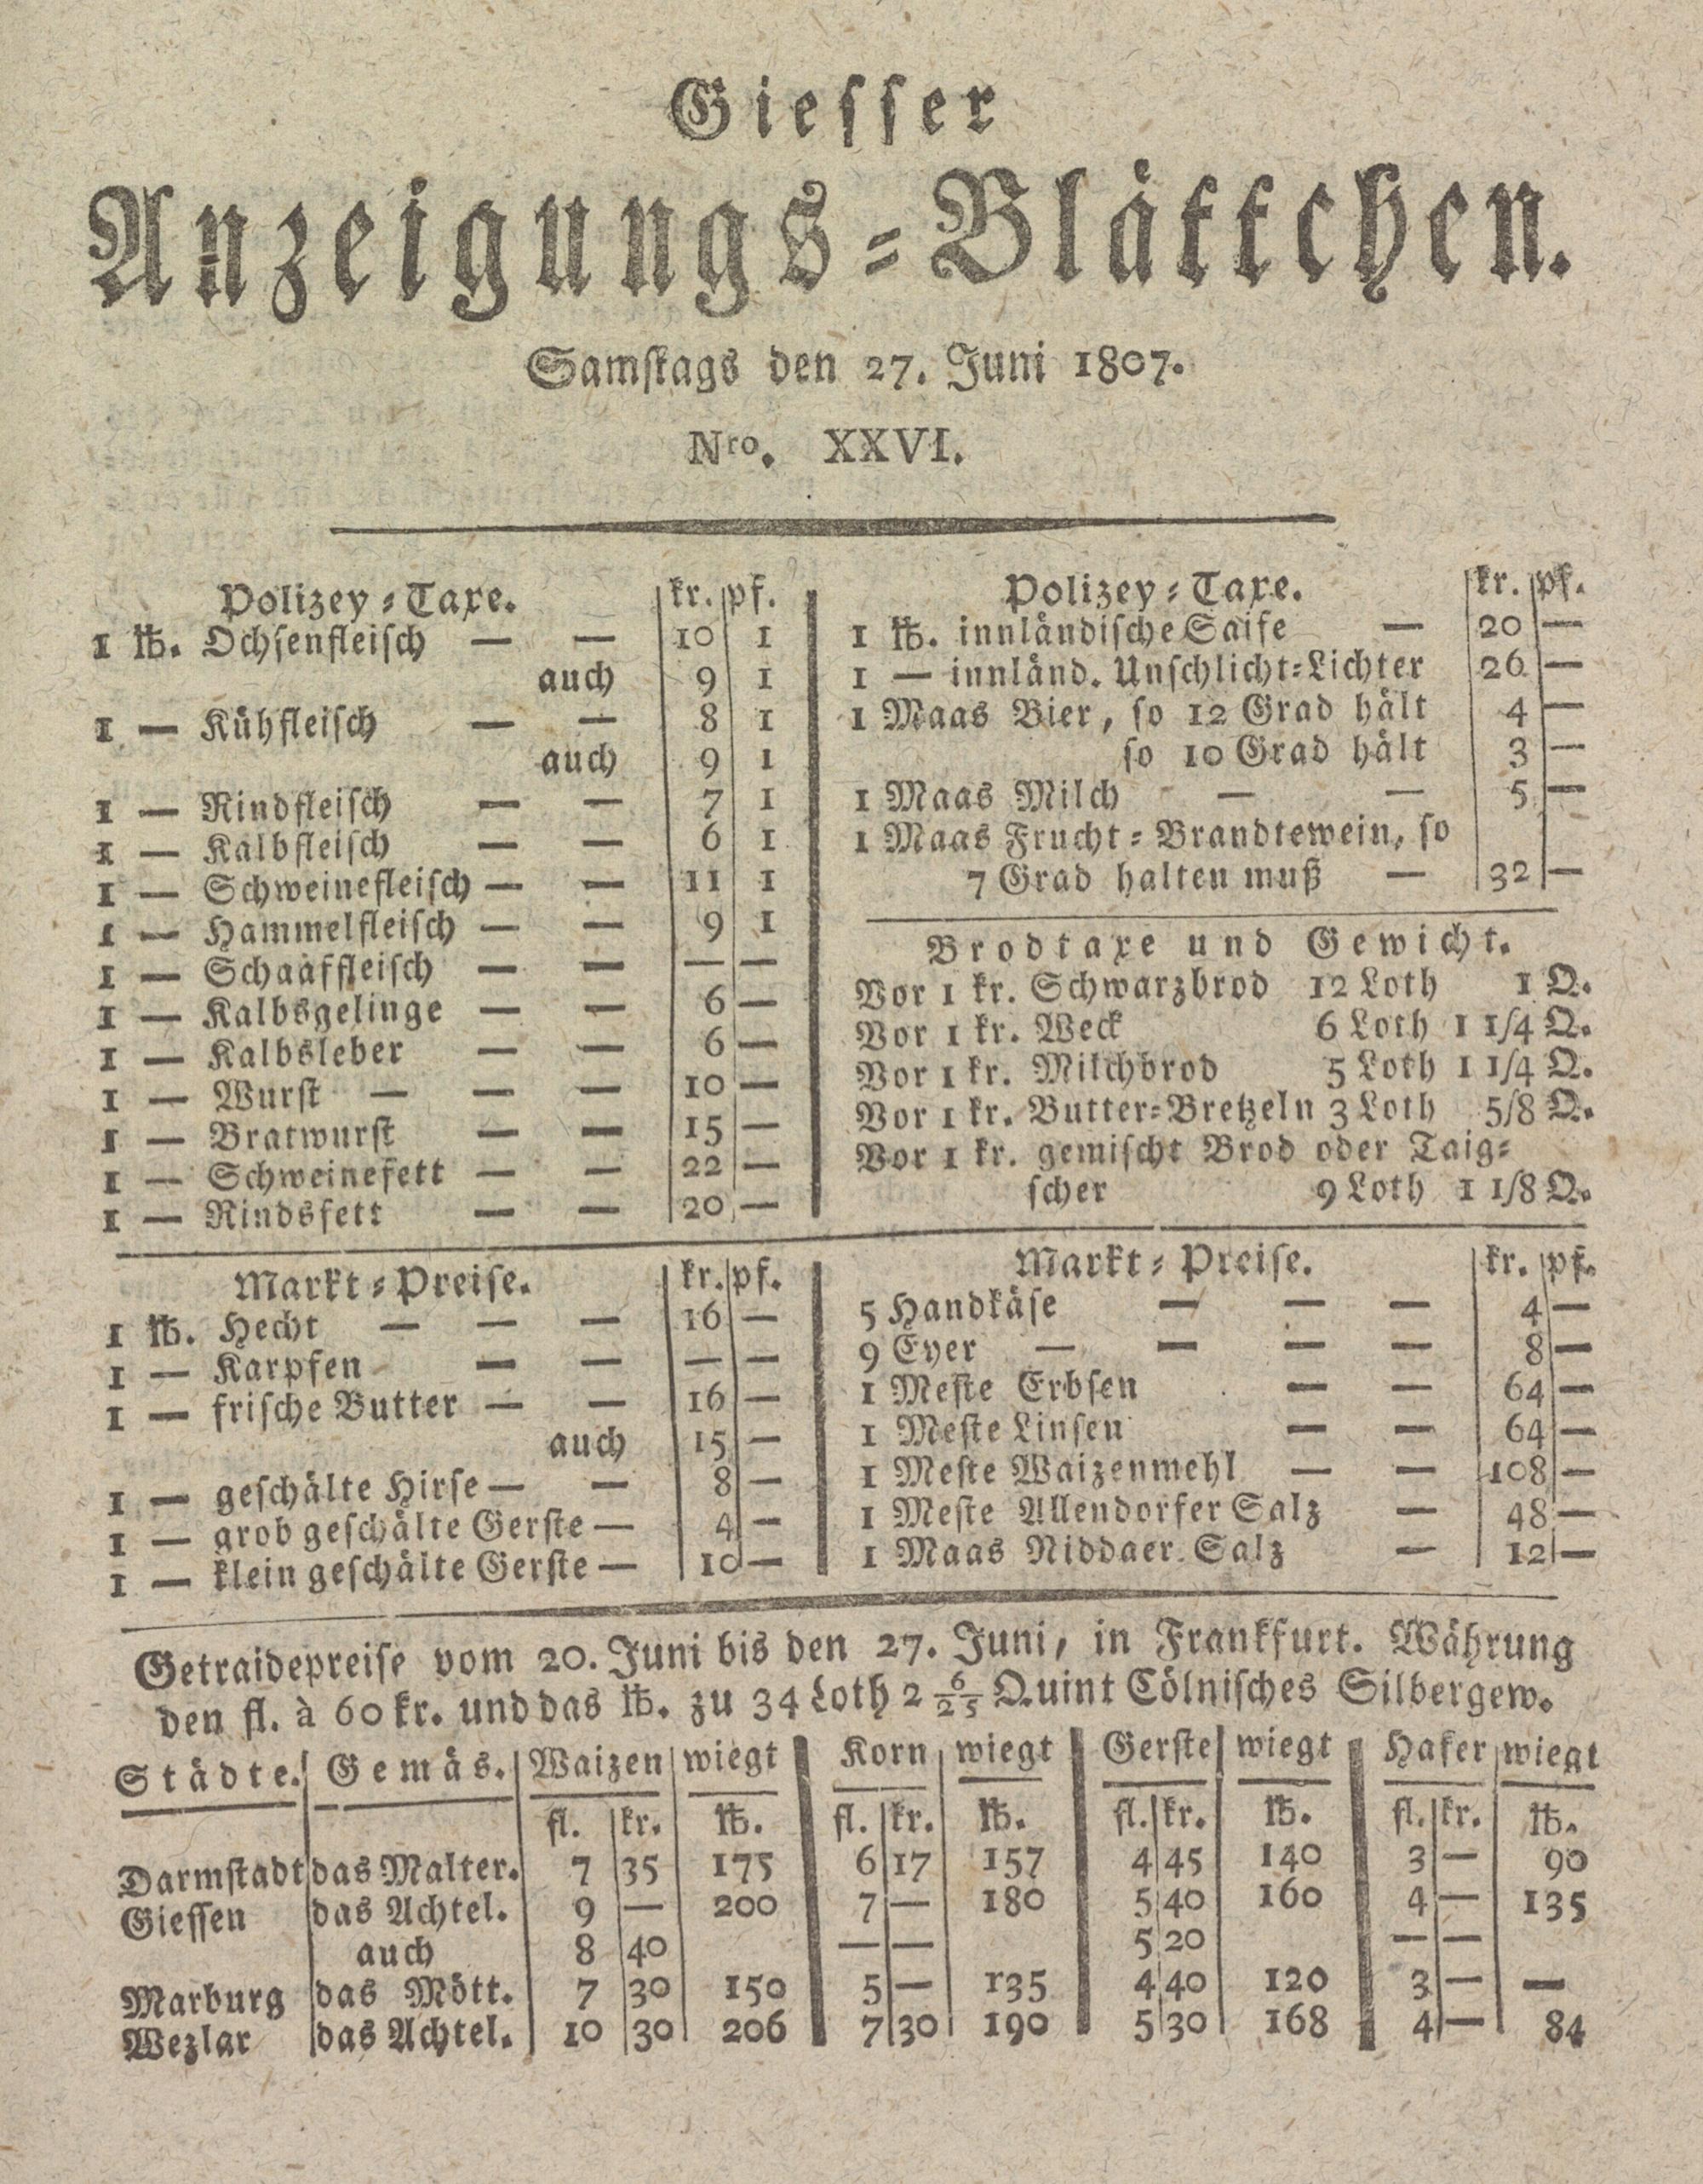 Giesser
Anzeigungs-Blättchen.
Samstags den 27. Juni 1807.
Nro. XXVI.
Polizey-Taxe. kr. pf.
1 ℔. Ochsenfleisch — — 10 1
auch 9 1
1 — Kühfleisch — — 8 1
auch 9 1
1 — Rindfleisch — — 7 1
1 — Kalbfleisch — — 6 1
1 — Schweinefleisch — — 11 1
1 — Hammelfleisch — — 9 1
1 — Schaaffleisch — — — —
1 — Kalbsgelinge — — 6 —
1 — Kalbsleber — — 6 —
1 — Wurst — — — 10 —
1 — Bratwurst — — 15 —
1 — Schweinefett — — 22 —
1 — Rindsfett — — 20 —
Polizey-Taxe. kr. pf.
1 ℔. innländische Saife — 20 —
1 — innländ. Unschlicht-Lichter 26 —
1 Maas Bier, so 12 Grad hält 4 —
so 10 Grad hält 3 —
1 Maas Milch — — 5 —
1 Maas Frucht-Brandtewein, so
7 Grad halten muß — 32 —
Brodtaxe und Gewicht.
Vor 1 kr. Schwarzbrod 12 Loth 1 Q.
Vor 1 kr. Weck 6 Loth 1 1/4 Q.
Vor 1 kr. Milchbrod 5 Loth 1 1/4 Q.
Vor 1 kr. Butter-Bretzeln 3 Loth 5/8 Q.
Vor 1 kr. gemischt Brod oder Taig-
scher 9 Loth 1 1/8 Q.
Markt-Preise. kr. pf.
1 ℔. Hecht — — — 16 —
1 — Karpfen — — — —
1 — frische Butter — — 16 —
auch 15 —
1 — geschälte Hirse — — 8 —
1 — grob geschälte Gerste — 4 —
1 — klein geschälte Gerste — 10 —
Markt-Preise. kr. pf.
5 Handkäse — — — 4 —
9 Eyer — — — — 8 —
1 Meste Erbsen — — 64 —
1 Meste Linsen — — 64 —
1 Meste Waizenmehl — — 108 —
1 Meste Allendorfer Salz — 48 —
1 Maas Niddaer Salz — 12 —
Getraidepreise vom 20. Juni bis den 27. Juni, in Frankfurt. Währung
den fl. à 60 kr. und das ℔. zu 34 Loth 2 6/25 Quint Cölnisches Silbergew.
Städte. Gemäs. Waizen wiegt Korn wiegt Gerste wiegt Hafer wiegt
fl. kr. ℔. fl. kr. ℔. fl. kr. ℔. fl. kr. ℔.
Darmstadt das Malter. 7 35 175 6 17 157 4 45 140 3 — 90
Giessen das Achtel. 9 — 200 7 — 180 5 40 160 4 — 135
auch 8 40 — — 5 20 — —
Marburg das Mött. 7 30 150 5 — 135 4 40 120 3 — —
Wezlar das Achtel. 10 30 206 7 30 190 5 30 168 4 — 84